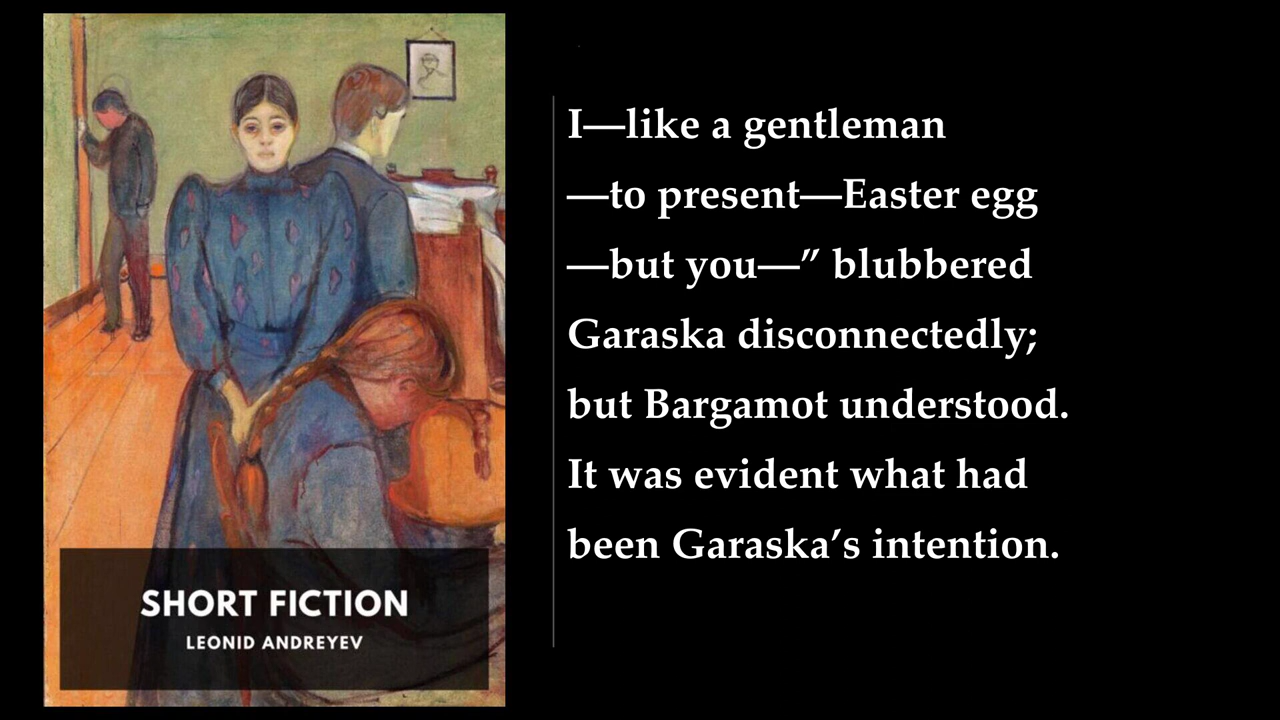 I—like a gentleman
—to present—Easter egg
—but you—” blubbered
Garaska disconnectedly;
but Bargamot understood.
It was evident what had
been Garaska’s intention.
SHORT FICTION
LEONID ANDREYEV